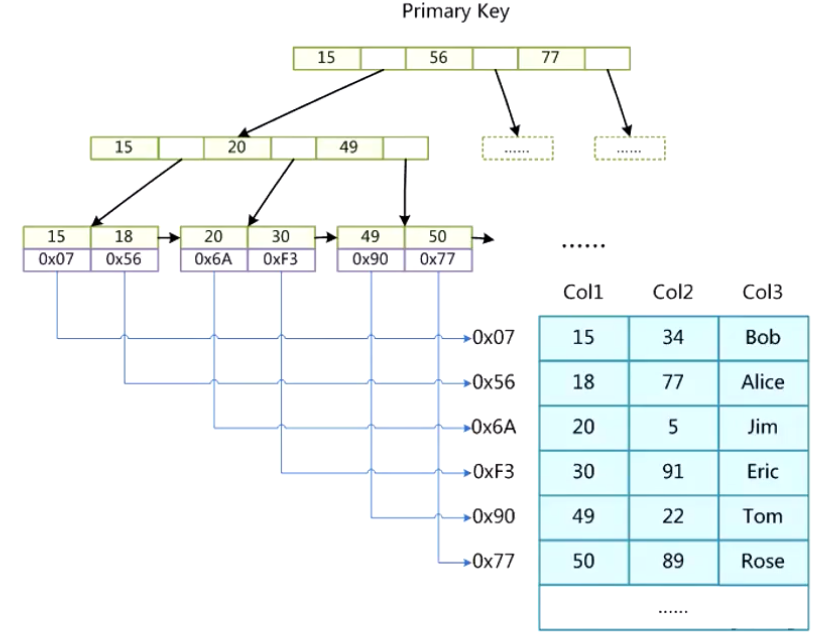 Primary Key
15 56 77
15 20 49
...... ......
15 18 20 30 49 50
0x07 0x56 0x6A 0xF3 0x90 0x77
......
Col1 Col2 Col3
0x07 15 34 Bob
0x56 18 77 Alice
0x6A 20 5 Jim
0xF3 30 91 Eric
0x90 49 22 Tom
0x77 50 89 Rose
......